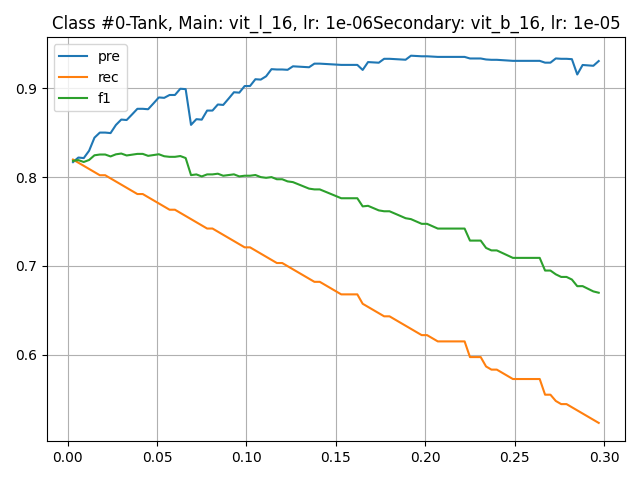 Class #0-Tank, Main: vit_l_16, lr: 1e-06Secondary: vit_b_16, lr: 1e-05
pre
rec
f1
0.9
0.8
0.7
0.6
0.00 0.05 0.10 0.15 0.20 0.25 0.30